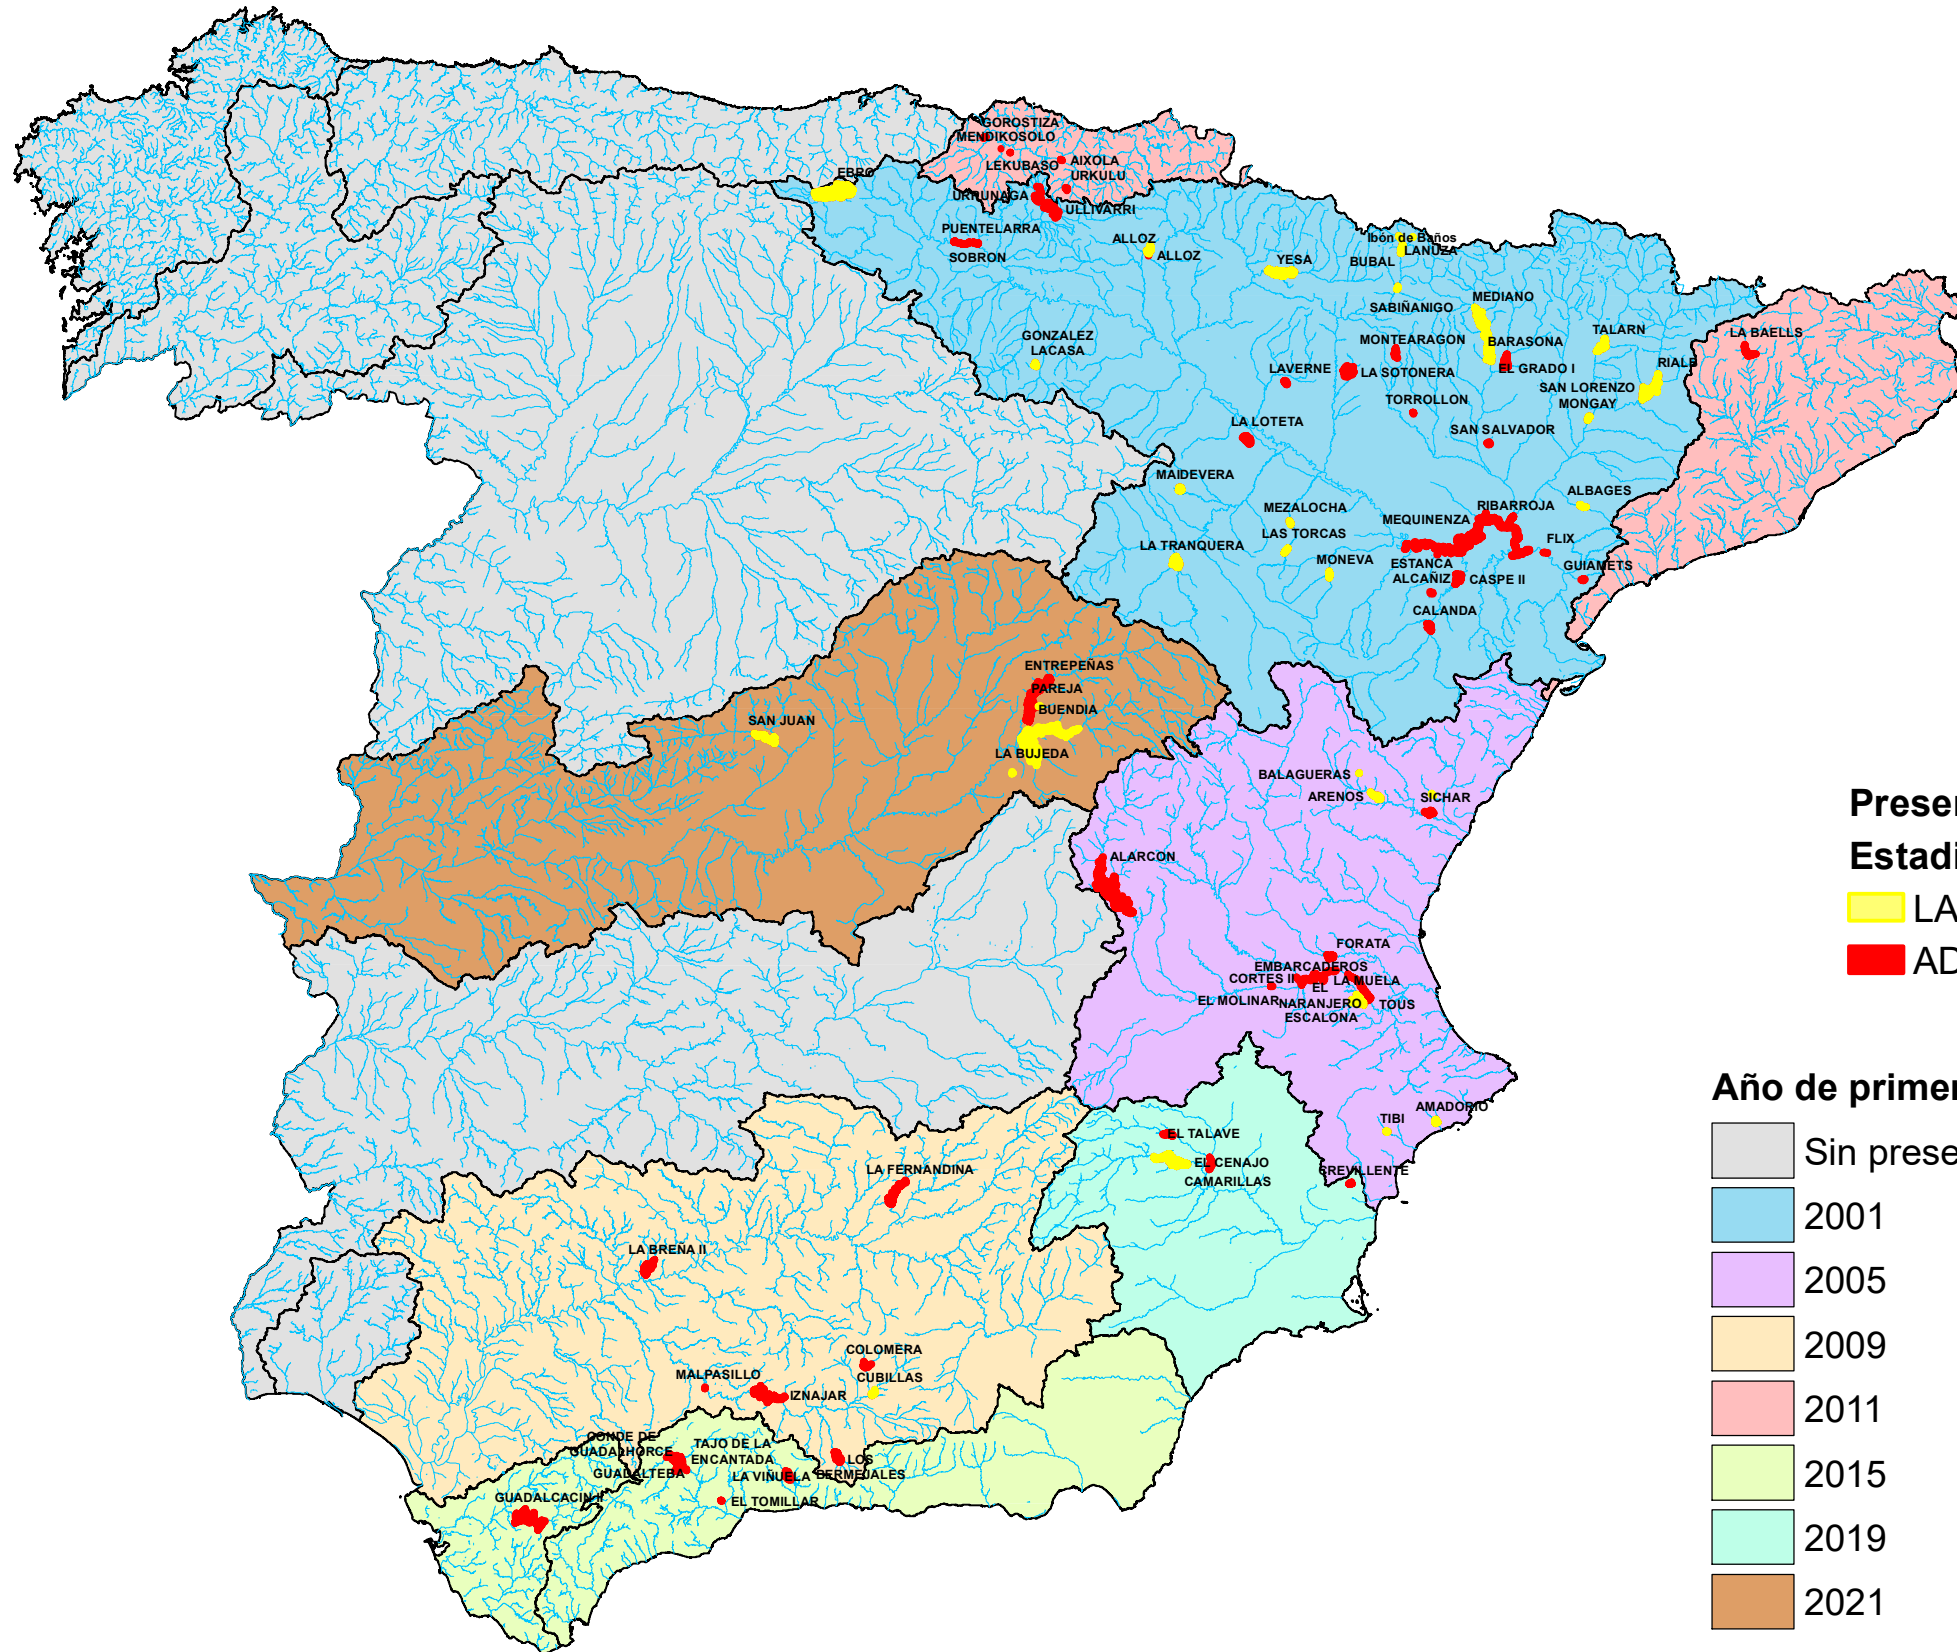 GOROSTIZA
MENDIKOSOLO
LEKUBASO
AIXOLA
URKULU
EBRO
URRUNAGA
ULLIVARRI
PUENTELARRA
SOBRON
ALLOZ
ALLOZ
YESA
Ibón de Baños
LANUZA
BUBAL
SABIÑANIGO
MEDIANO
GONZALEZ
LACASA
MONTEARAGON
BARASONA
TALARN
LA BAELLS
LAVERNE
LA SOTONERA
EL GRADO I
RIALB
SAN LORENZO
MONGAY
TORROLLON
LA LOTETA
SAN SALVADOR
MAIDEVERA
ALBAGES
MEZALOCHA
RIBARROJA
MEQUINENZA
LAS TORCAS
LA TRANQUERA
FLIX
MONEVA
ESTANCA
ALCAÑIZ
CASPE II
GUIAMETS
CALANDA
ENTREPEÑAS
PAREJA
BUENDIA
SAN JUAN
LA BUJEDA
BALAGUERAS
ARENOS
SICHAR
ALARCON
FORATA
EMBARCADEROS
CORTES II
EL
LA MUELA
EL MOLINAR
NARANJERO
TOUS
ESCALONA
TIBI
AMADORIO
EL TALAVE
EL CENAJO
CAMARILLAS
CREVILLENTE
LA FERNANDINA
LA BREÑA II
COLOMERA
CUBILLAS
MALPASILLO
IZNAJAR
CONDE DE
GUADALHORCE
GUADALTEBA
TAJO DE LA
ENCANTADA
LA VIÑUELA
LOS
BERMEJALES
EL TOMILLAR
GUADALCACIN II
Prese
Estadi
LA
AD
Año de primer
Sin prese
2001
2005
2009
2011
2015
2019
2021